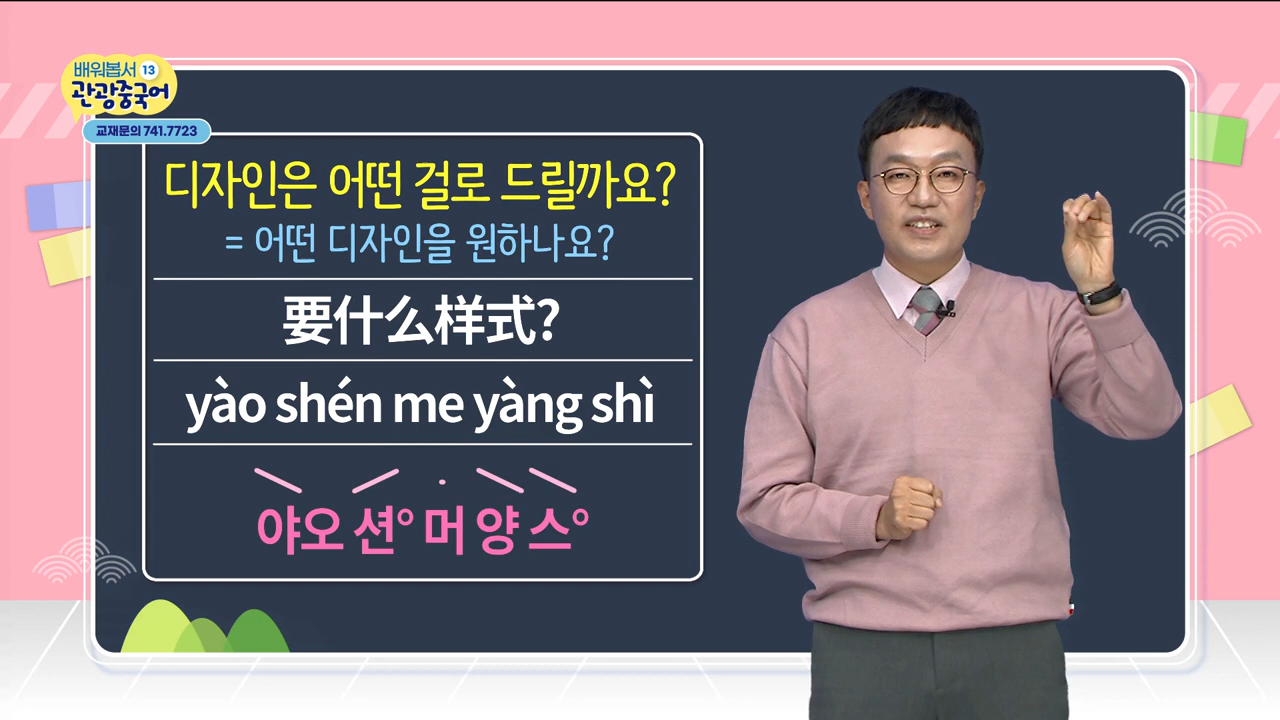 배워봅서 13
관광중국어
교재문의 741.7723
디자인은 어떤 걸로 드릴까요?
= 어떤 디자인을 원하나요?
要什么样式?
yào shén me yàng shì
야오 션° 머 양 스°